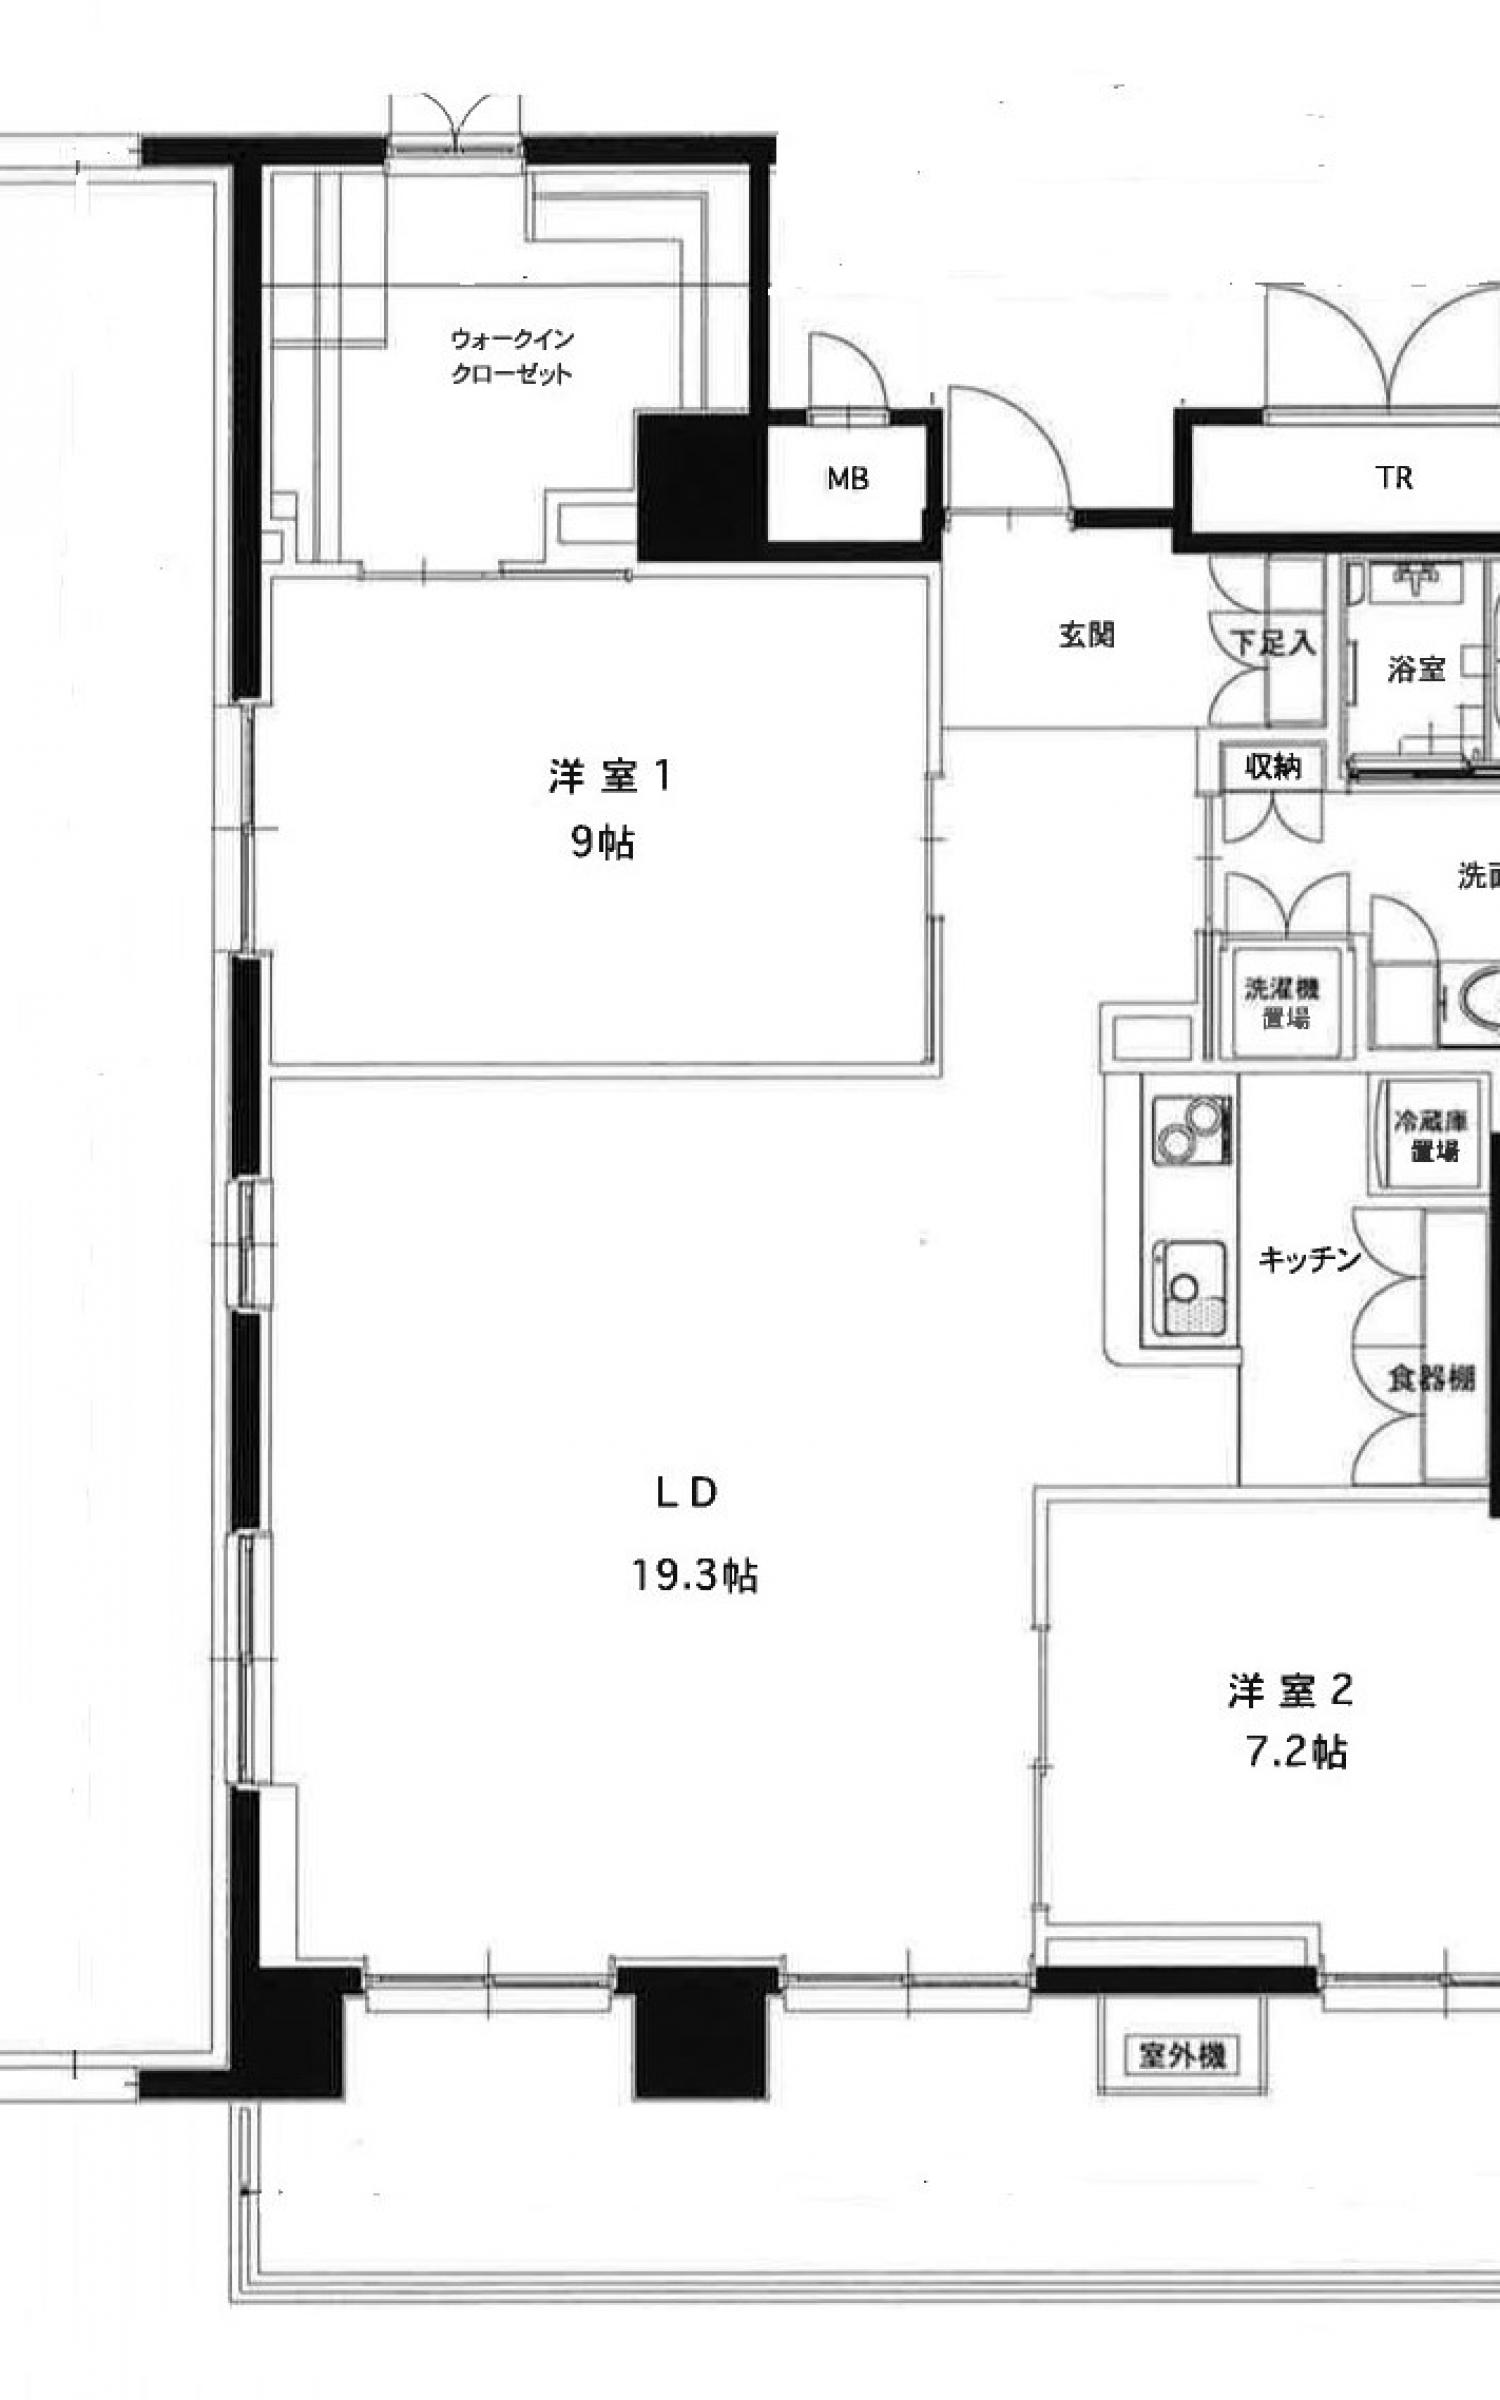 ウォークイン
クローゼット
MB
TR
玄関
下足入
浴室
収納
洋室1
9帖
洗面
洗濯機
置場
冷蔵庫
置場
キッチン
食器棚
LD
19.3帖
洋室2
7.2帖
室外機